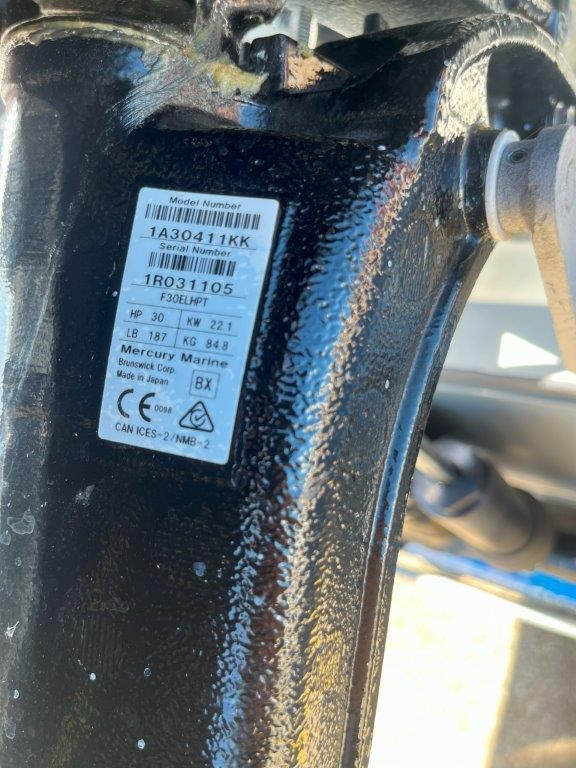 Model Number
1A30411KK
Serial Number
1R031105
F30ELHPT
HP 30 KW 22.1
LB 187 KG 84.8
Mercury Marine
Brunswick Corp.
Made in Japan
BX
CE 0098
CAN ICES-2/NMB-2